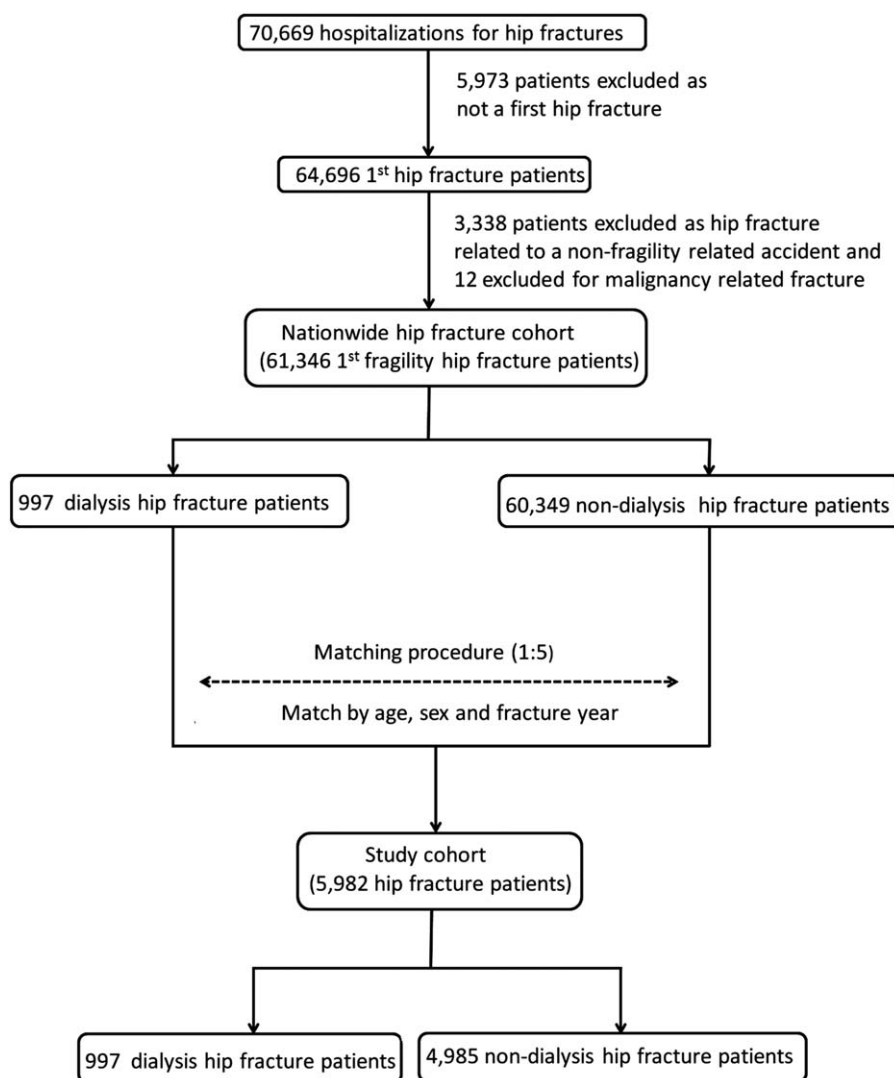 70,669 hospitalizations for hip fractures
5,973 patients excluded as
not a first hip fracture
64,696 1st hip fracture patients
3,338 patients excluded as hip fracture
related to a non-fragility related accident and
12 excluded for malignancy related fracture
Nationwide hip fracture cohort
(61,346 1st fragility hip fracture patients)
997 dialysis hip fracture patients
60,349 non-dialysis hip fracture patients
Matching procedure (1:5)
Match by age, sex and fracture year
Study cohort
(5,982 hip fracture patients)
997 dialysis hip fracture patients
4,985 non-dialysis hip fracture patients